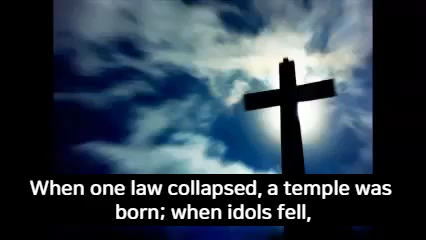 When one law collapsed, a temple was
born; when idols fell,